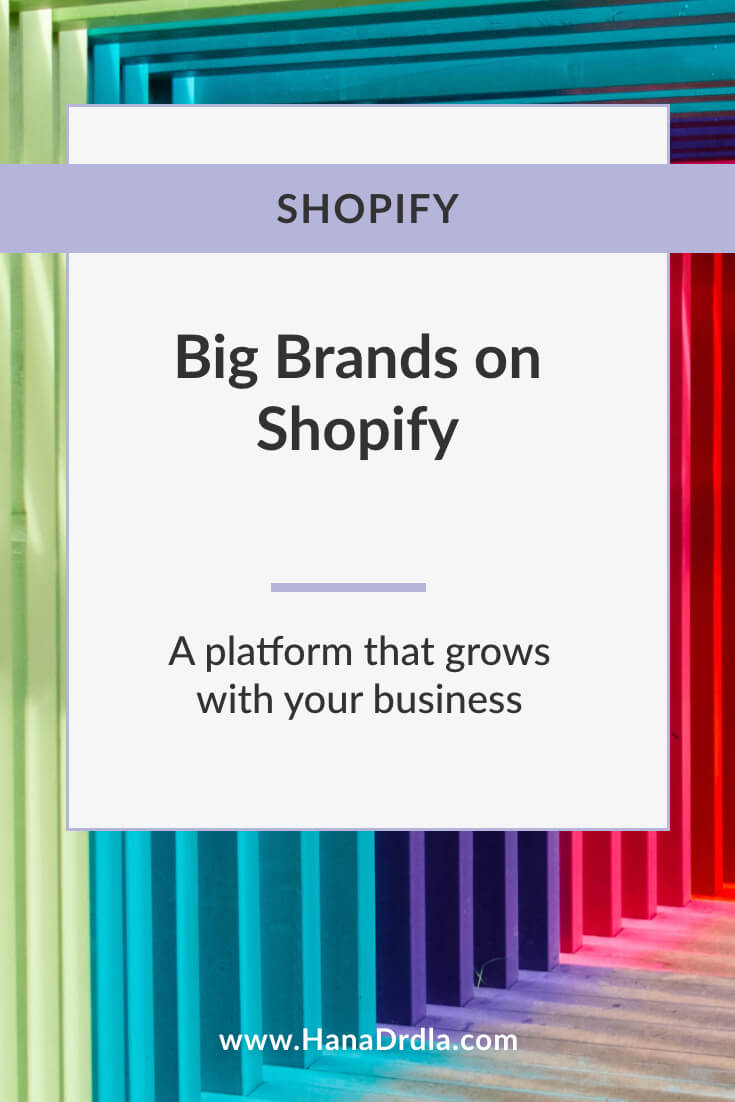 SHOPIFY
Big Brands on
Shopify
A platform that grows
with your business
www.HanaDrdla.com